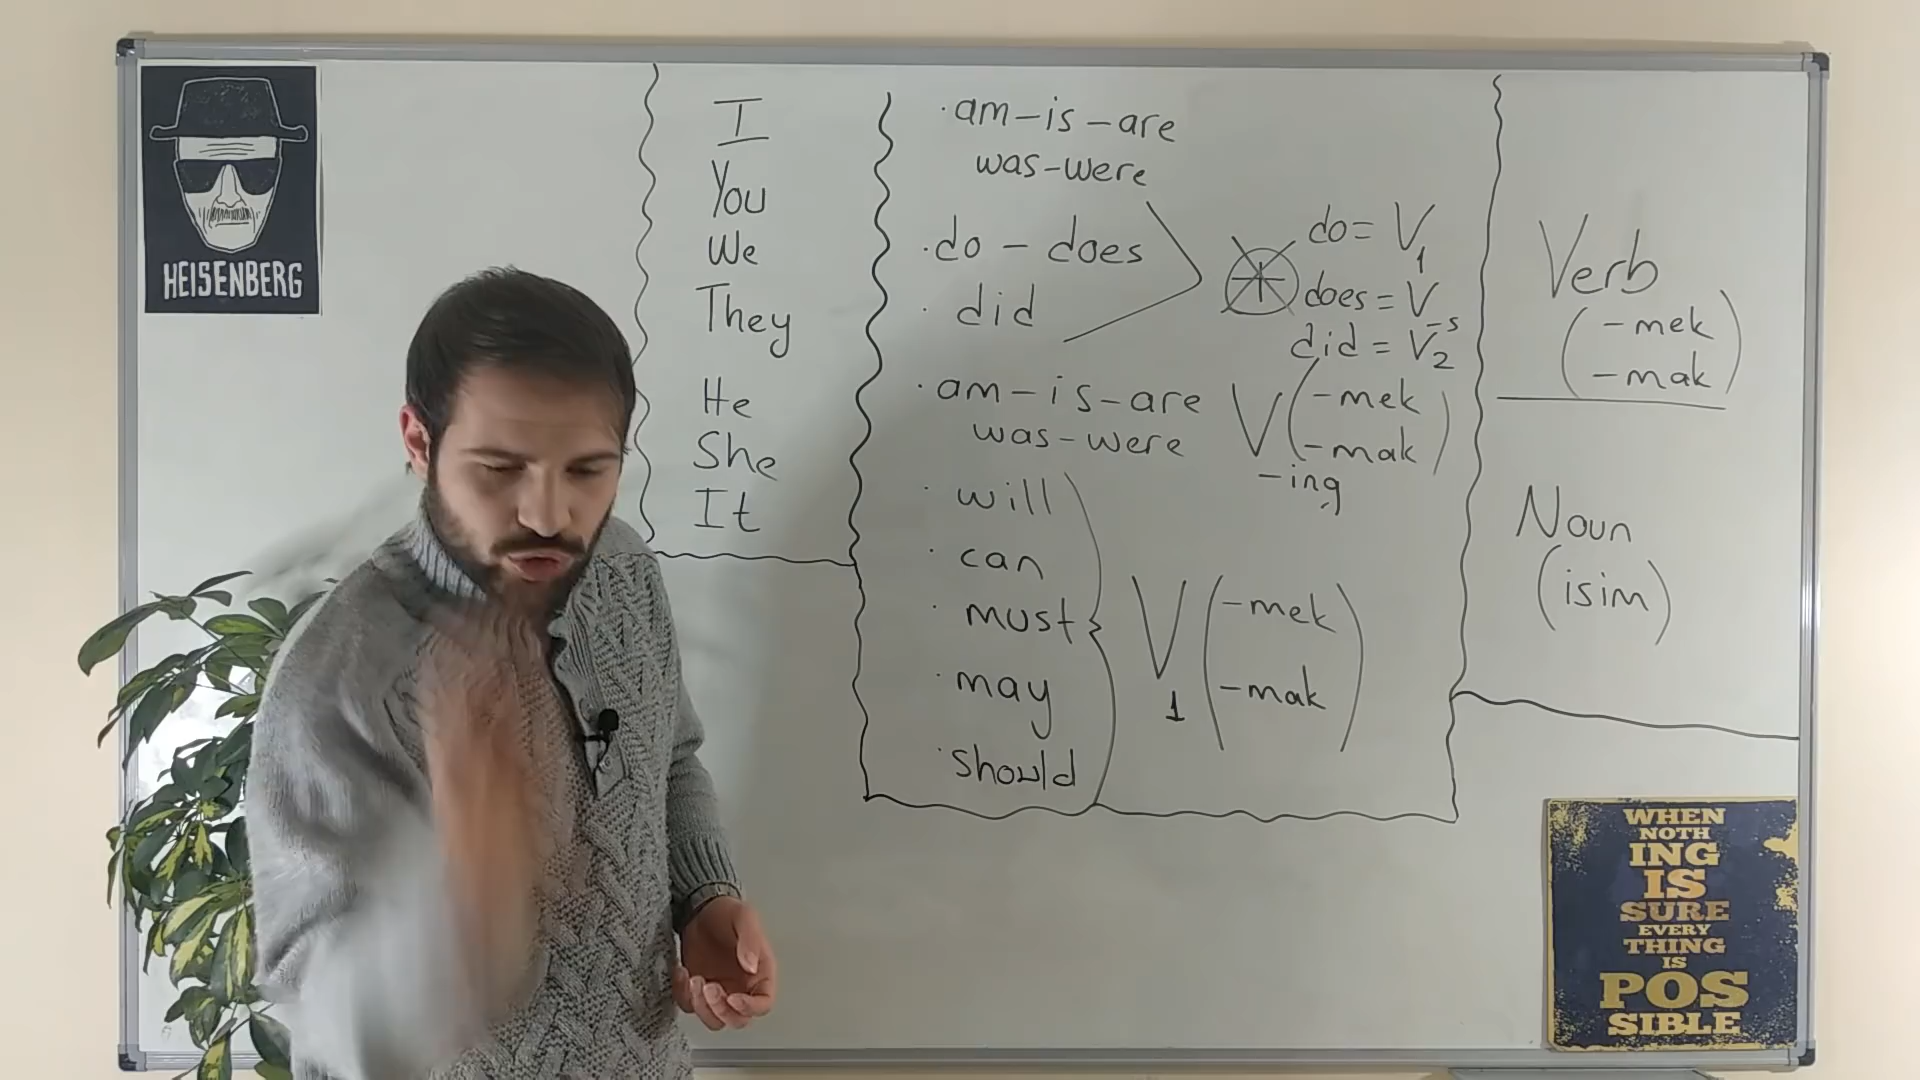 HEISENBERG
I
You
We
They
He
She
It
·am-is-are
was-were
·do - does
· did
+ do = V1
does = V-s
did = V2
·am-is-are
was-were
V (-mek
-mak)
-ing
· will
· can
· must
· may
· should
V1 (-mek
-mak)
Verb
(-mek
-mak)
Noun
(isim)
WHEN
NOTH
ING
IS
SURE
EVERY
THING
IS
POS
SIBLE